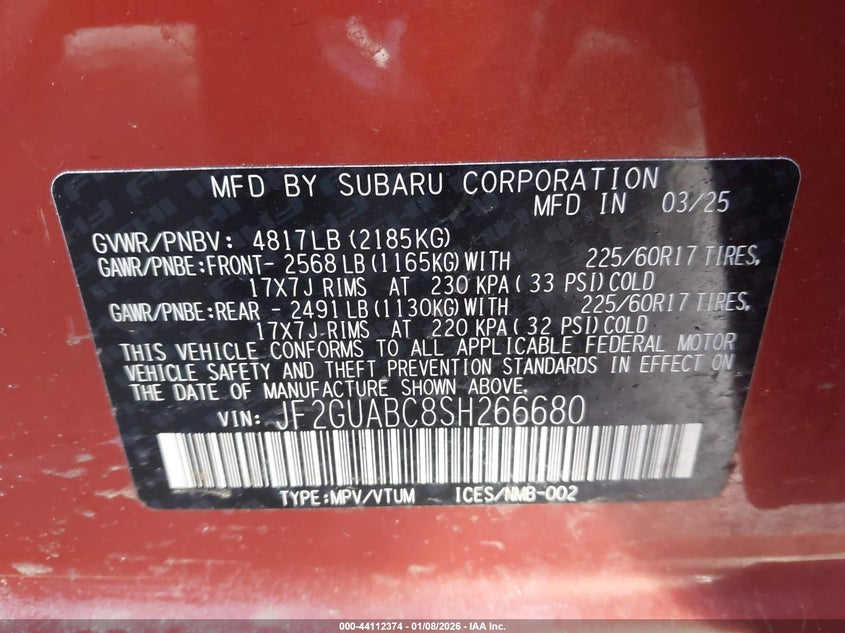 MFD BY SUBARU CORPORATION
MFD IN 03/25
GVWR/PNBV: 4817LB (2185KG)
GAWR/PNBE:FRONT- 2568 LB (1165KG) WITH 225/60R17 TIRES,
17X7J RIMS AT 230 KPA ( 33 PSI) COLD
GAWR/PNBE:REAR - 2491 LB (1130KG) WITH 225/60R17 TIRES,
17X7J-RIMS AT 220 KPA ( 32 PSI) COLD
THIS VEHICLE CONFORMS TO ALL APPLICABLE FEDERAL MOTOR
VEHICLE SAFETY AND THEFT PREVENTION STANDARDS IN EFFECT ON
THE DATE OF MANUFACTURE SHOWN ABOVE.
VIN: JF2GUABC8SH266680
TYPE:MPV/VTUM ICES/NMB-002
000-44112374 | 01/08/2026 - IAA Inc.